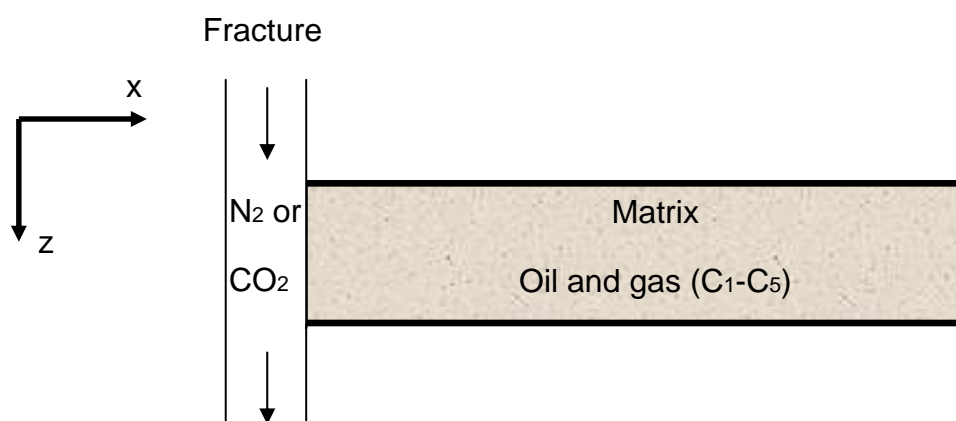 Fracture
x
N₂ or
Matrix
z
CO₂
Oil and gas (C₁-C₅)